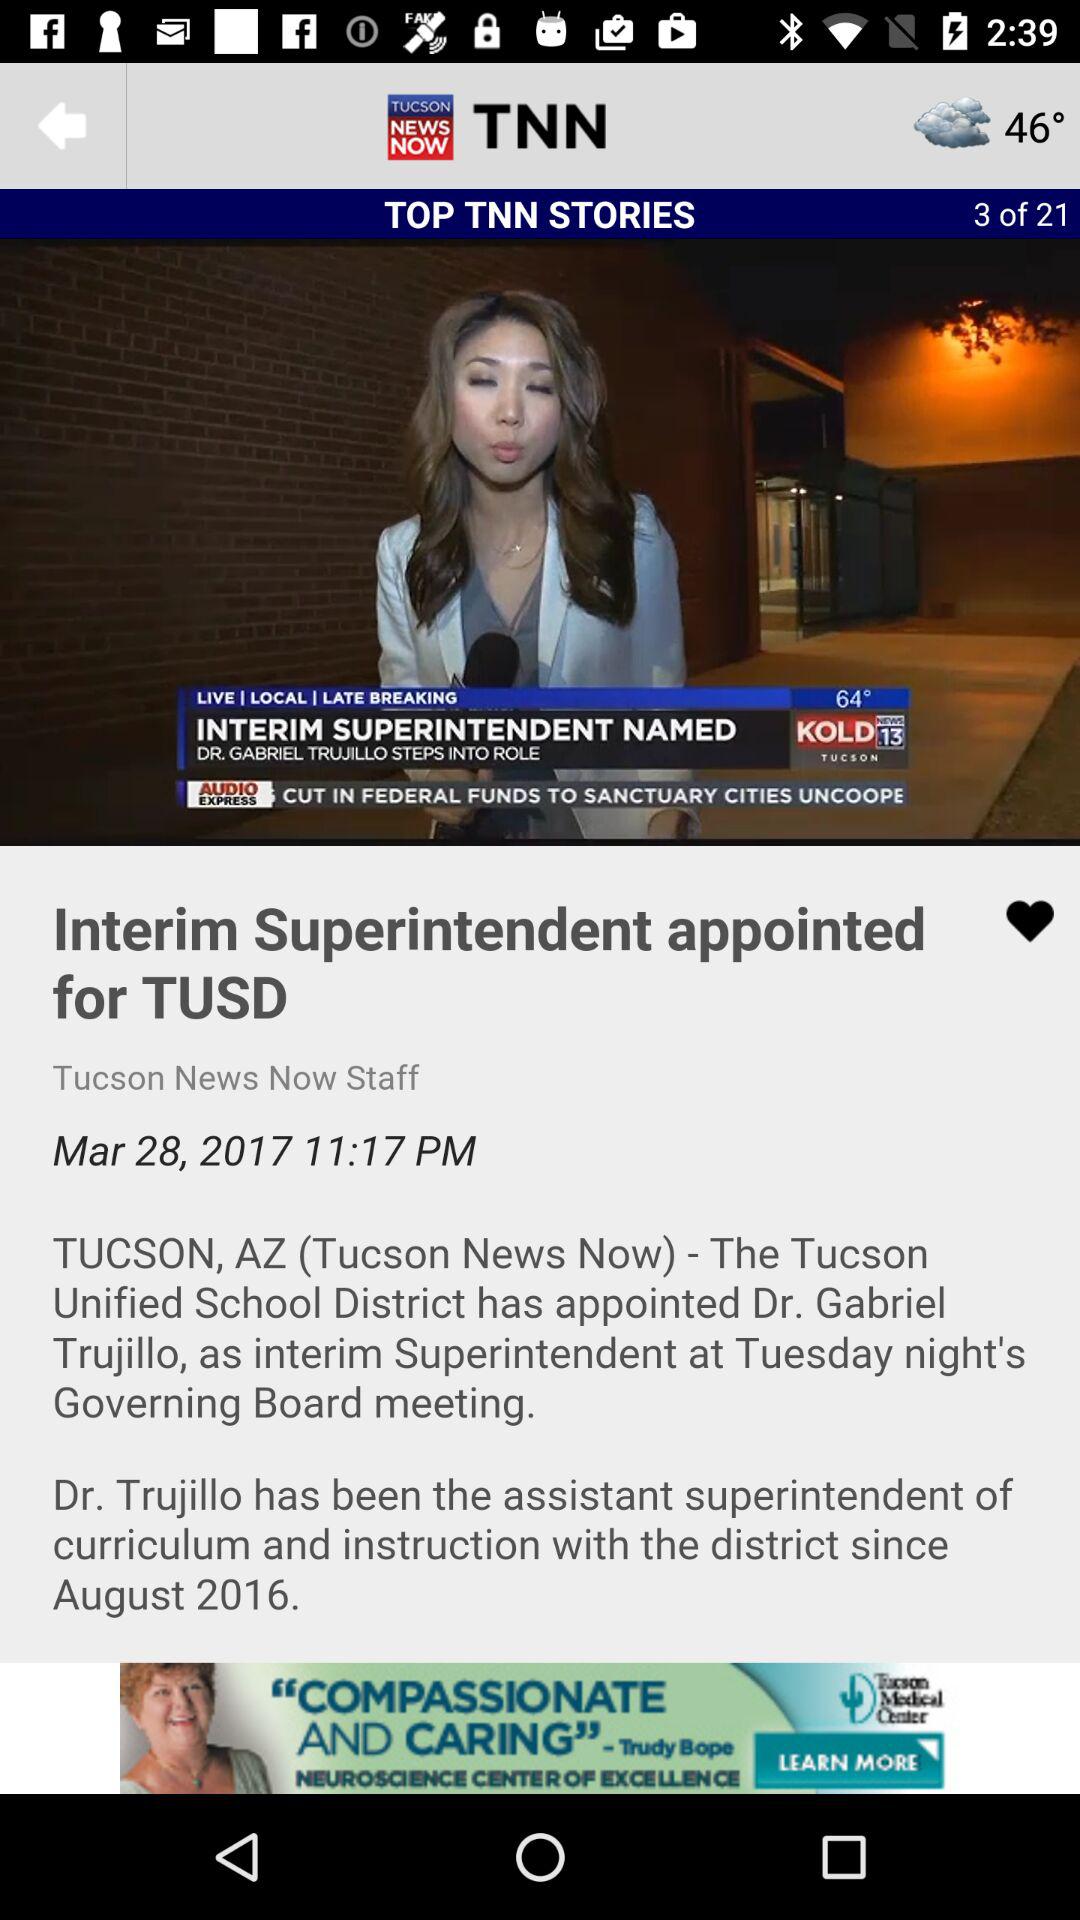 FAKE
2:39
TUCSON
NEWS
NOW
TNN
46°
TOP TNN STORIES
3 of 21
LIVE | LOCAL | LATE BREAKING
64°
INTERIM SUPERINTENDENT NAMED
DR. GABRIEL TRUJILLO STEPS INTO ROLE
KOLD NEWS 13
TUCSON
AUDIO
EXPRESS
CUT IN FEDERAL FUNDS TO SANCTUARY CITIES UNCOOPE
Interim Superintendent appointed
for TUSD
Tucson News Now Staff
Mar 28, 2017 11:17 PM
TUCSON, AZ (Tucson News Now) - The Tucson
Unified School District has appointed Dr. Gabriel
Trujillo, as interim Superintendent at Tuesday night's
Governing Board meeting.
Dr. Trujillo has been the assistant superintendent of
curriculum and instruction with the district since
August 2016.
“COMPASSIONATE
AND CARING” - Trudy Bope
NEUROSCIENCE CENTER OF EXCELLENCE
Tucson
Medical
Center
LEARN MORE